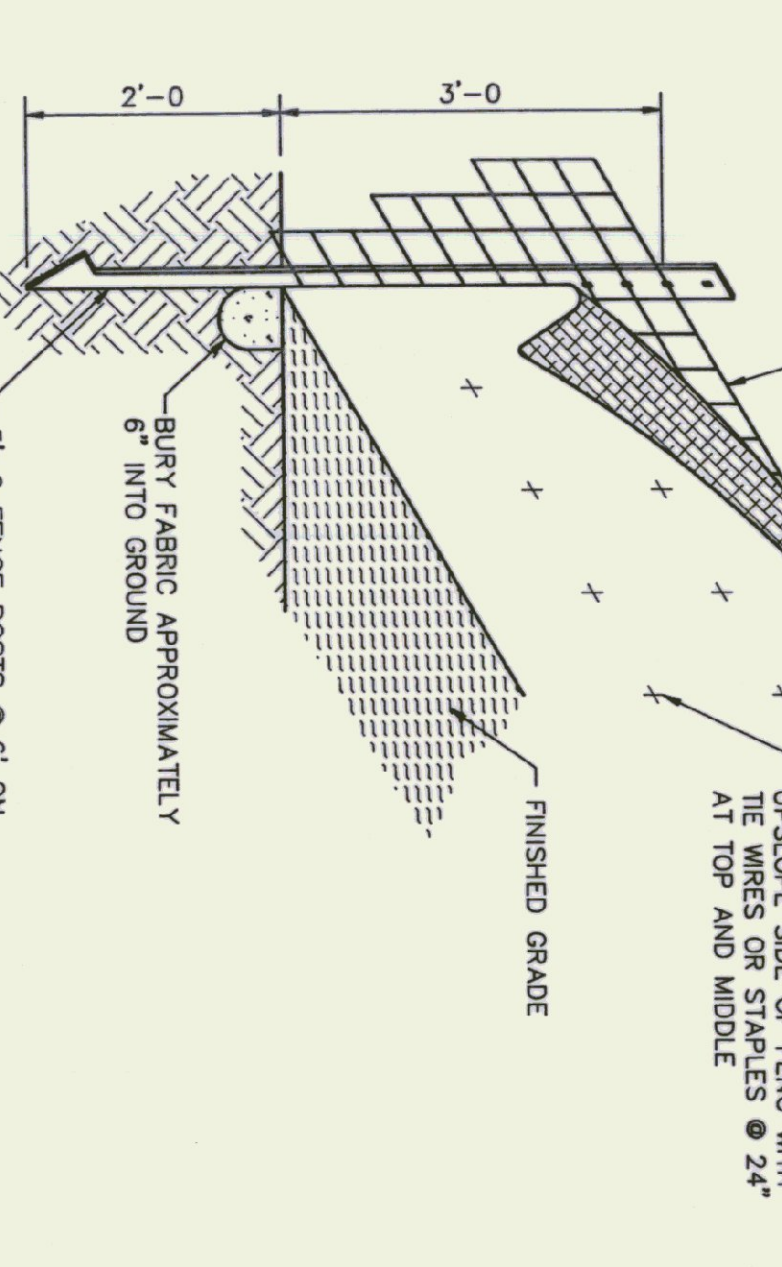 2'-0
3'-0
TIE WIRES OR STAPLES @ 24"
AT TOP AND MIDDLE
FINISHED GRADE
BURY FABRIC APPROXIMATELY
6" INTO GROUND